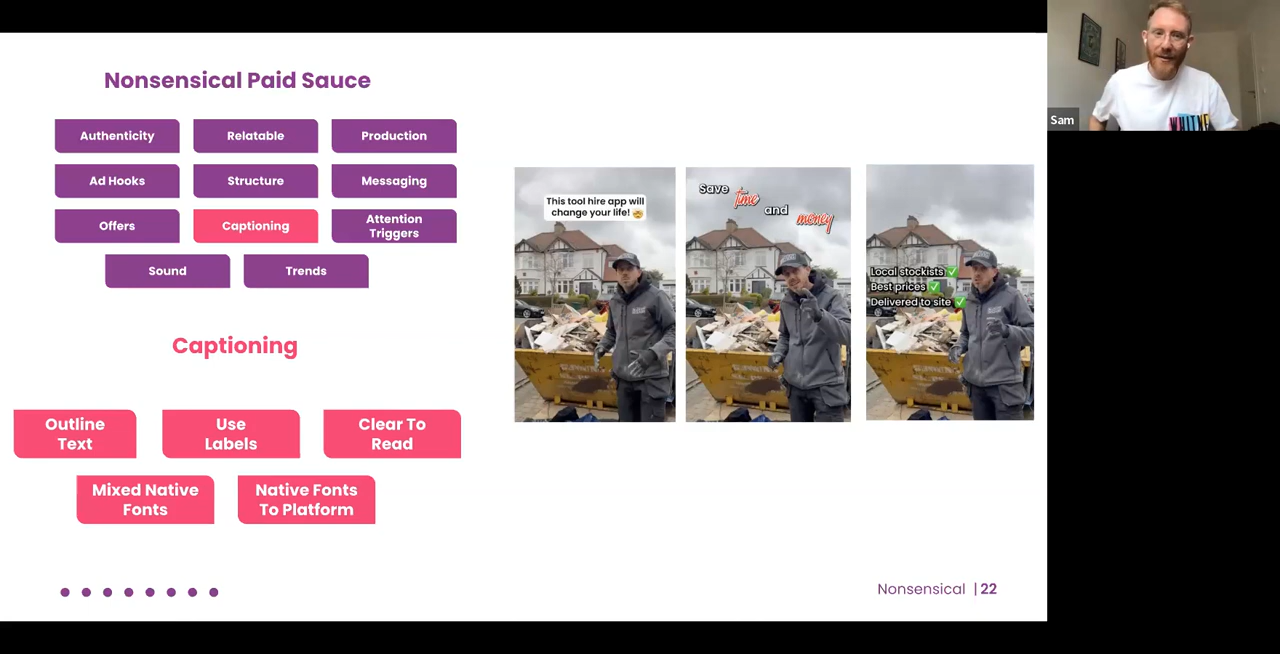 Nonsensical Paid Sauce
Authenticity
Relatable
Production
Ad Hooks
Structure
Messaging
Offers
Captioning
Attention
Triggers
Sound
Trends
Captioning
Outline
Text
Use
Labels
Clear To
Read
Mixed Native
Fonts
Native Fonts
To Platform
This tool hire app will
change your life! 🤯
Save
time
and
money
Local stockists ✅
Best prices ✅
Delivered to site ✅
Nonsensical | 22
Sam